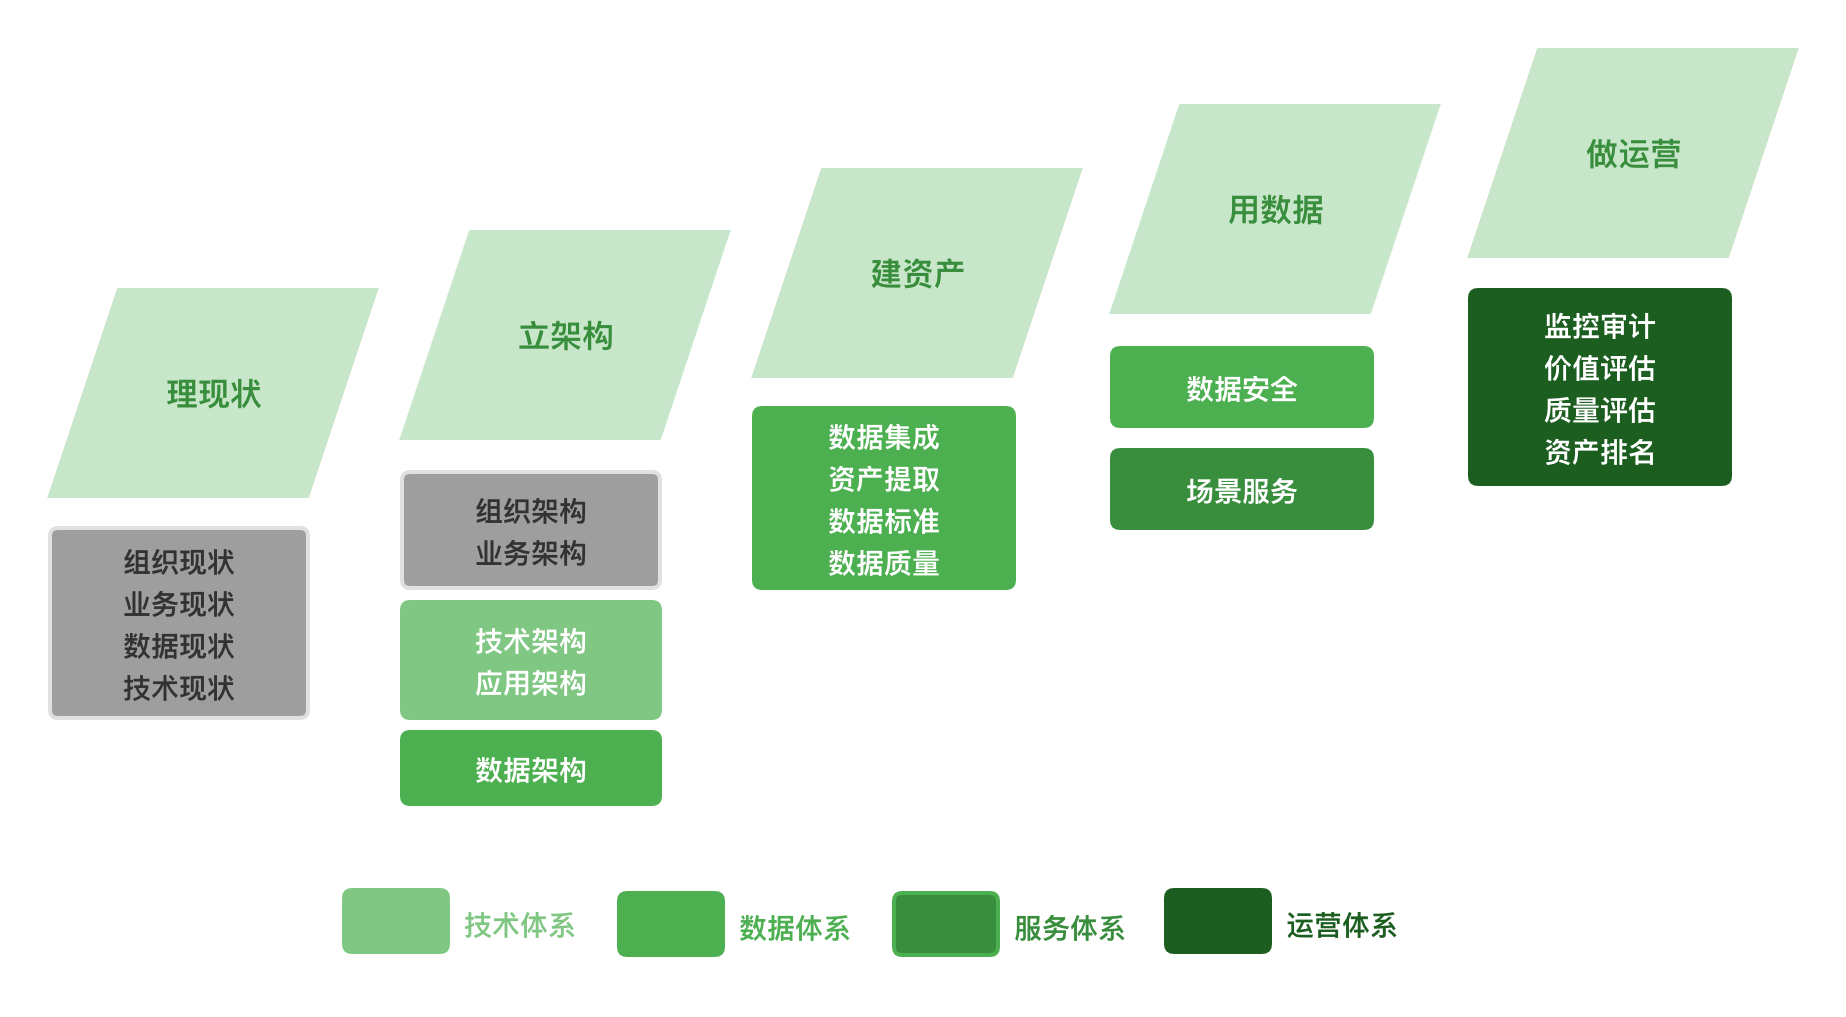 理现状
组织现状
业务现状
数据现状
技术现状
立架构
组织架构
业务架构
技术架构
应用架构
数据架构
建资产
数据集成
资产提取
数据标准
数据质量
用数据
数据安全
场景服务
做运营
监控审计
价值评估
质量评估
资产排名
技术体系
数据体系
服务体系
运营体系